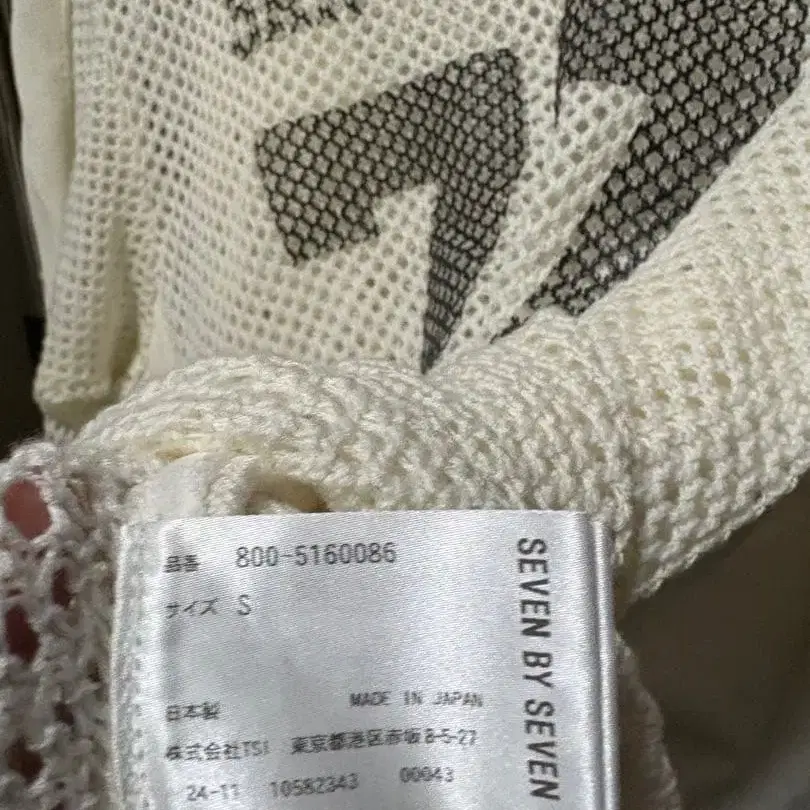 7
品番 800-5160086
サイズ S
日本製 MADE IN JAPAN
株式会社TSI 東京都港区赤坂8-5-27
24-11 10582343 00043
SEVEN BY SEVEN